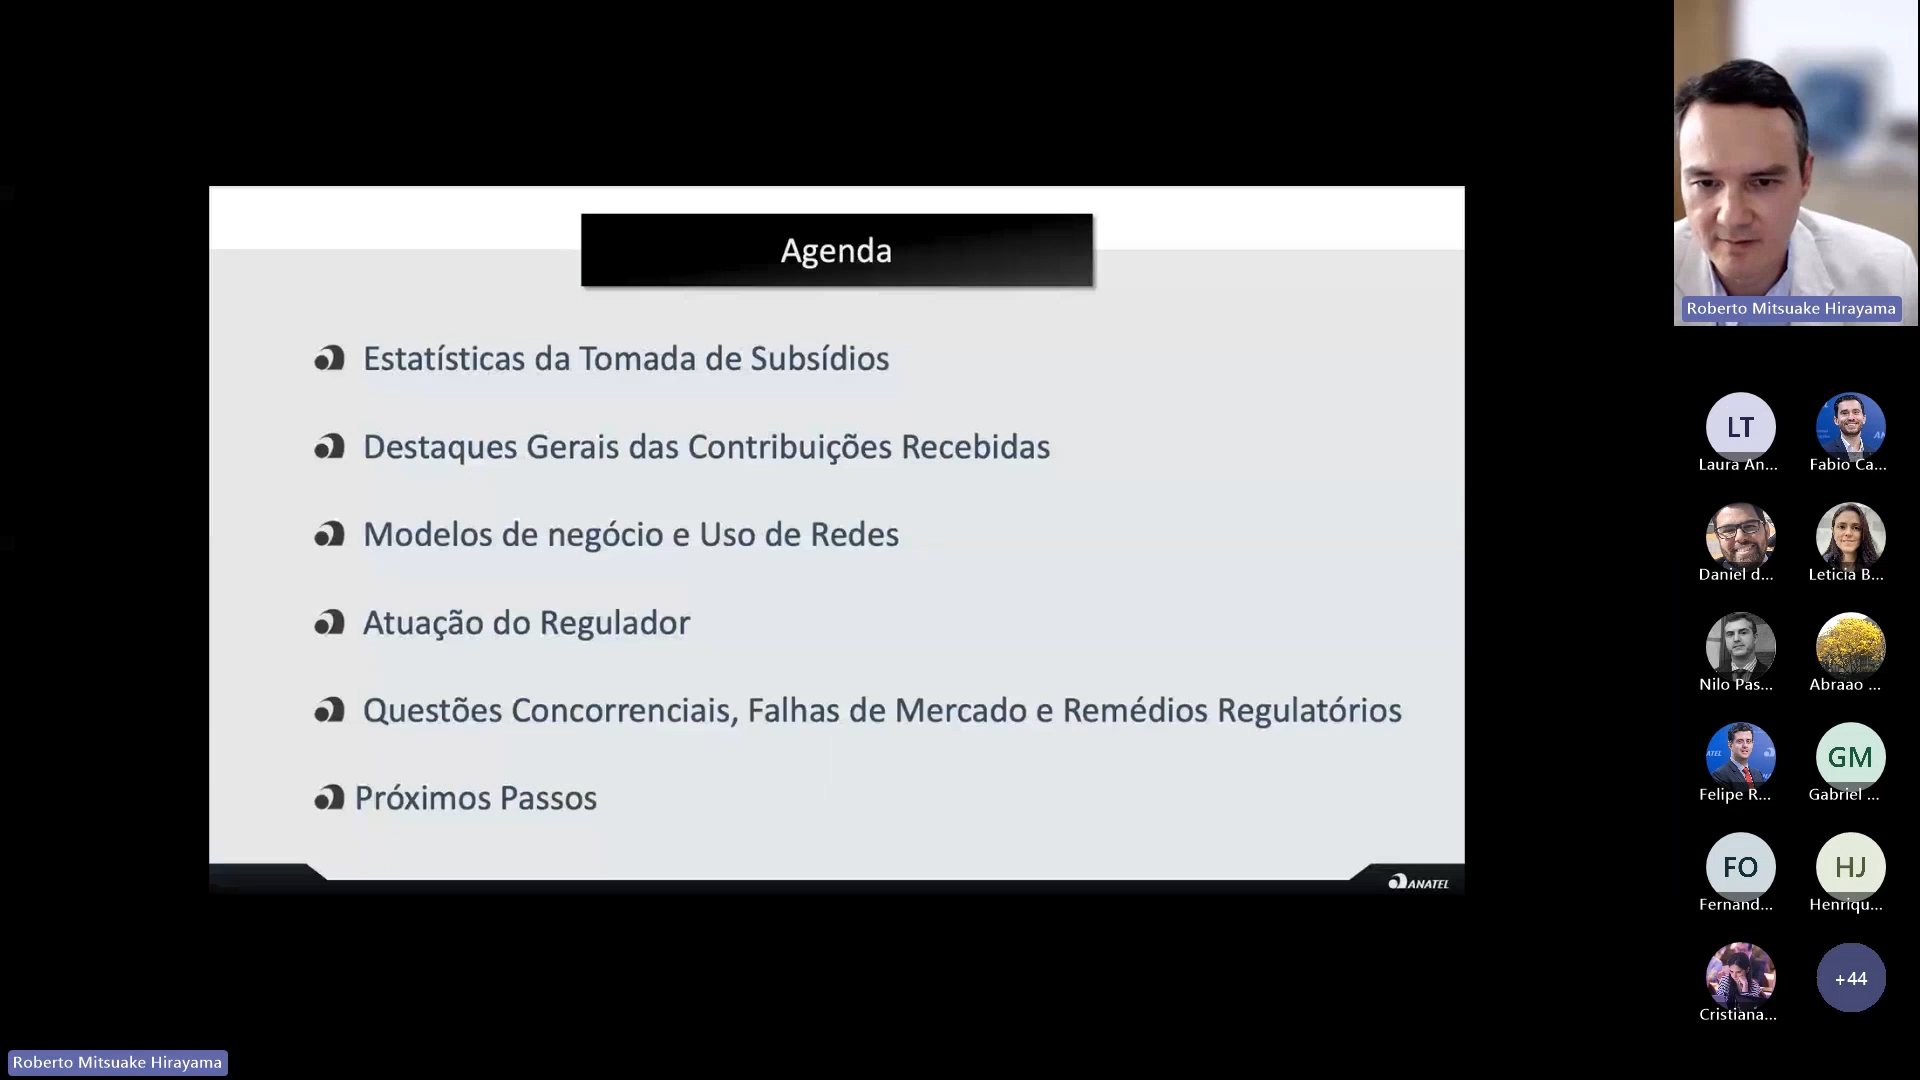 Agenda
Estatísticas da Tomada de Subsídios
Destaques Gerais das Contribuições Recebidas
Modelos de negócio e Uso de Redes
Atuação do Regulador
Questões Concorrenciais, Falhas de Mercado e Remédios Regulatórios
Próximos Passos
ANATEL
Roberto Mitsuake Hirayama
LT
Laura An...
Fabio Ca...
Daniel d...
Leticia B...
Nilo Pas...
Abraao ...
ATEL
Felipe R...
GM
Gabriel ...
FO
Fernand...
HJ
Henriqu...
Cristiana...
+44
Roberto Mitsuake Hirayama